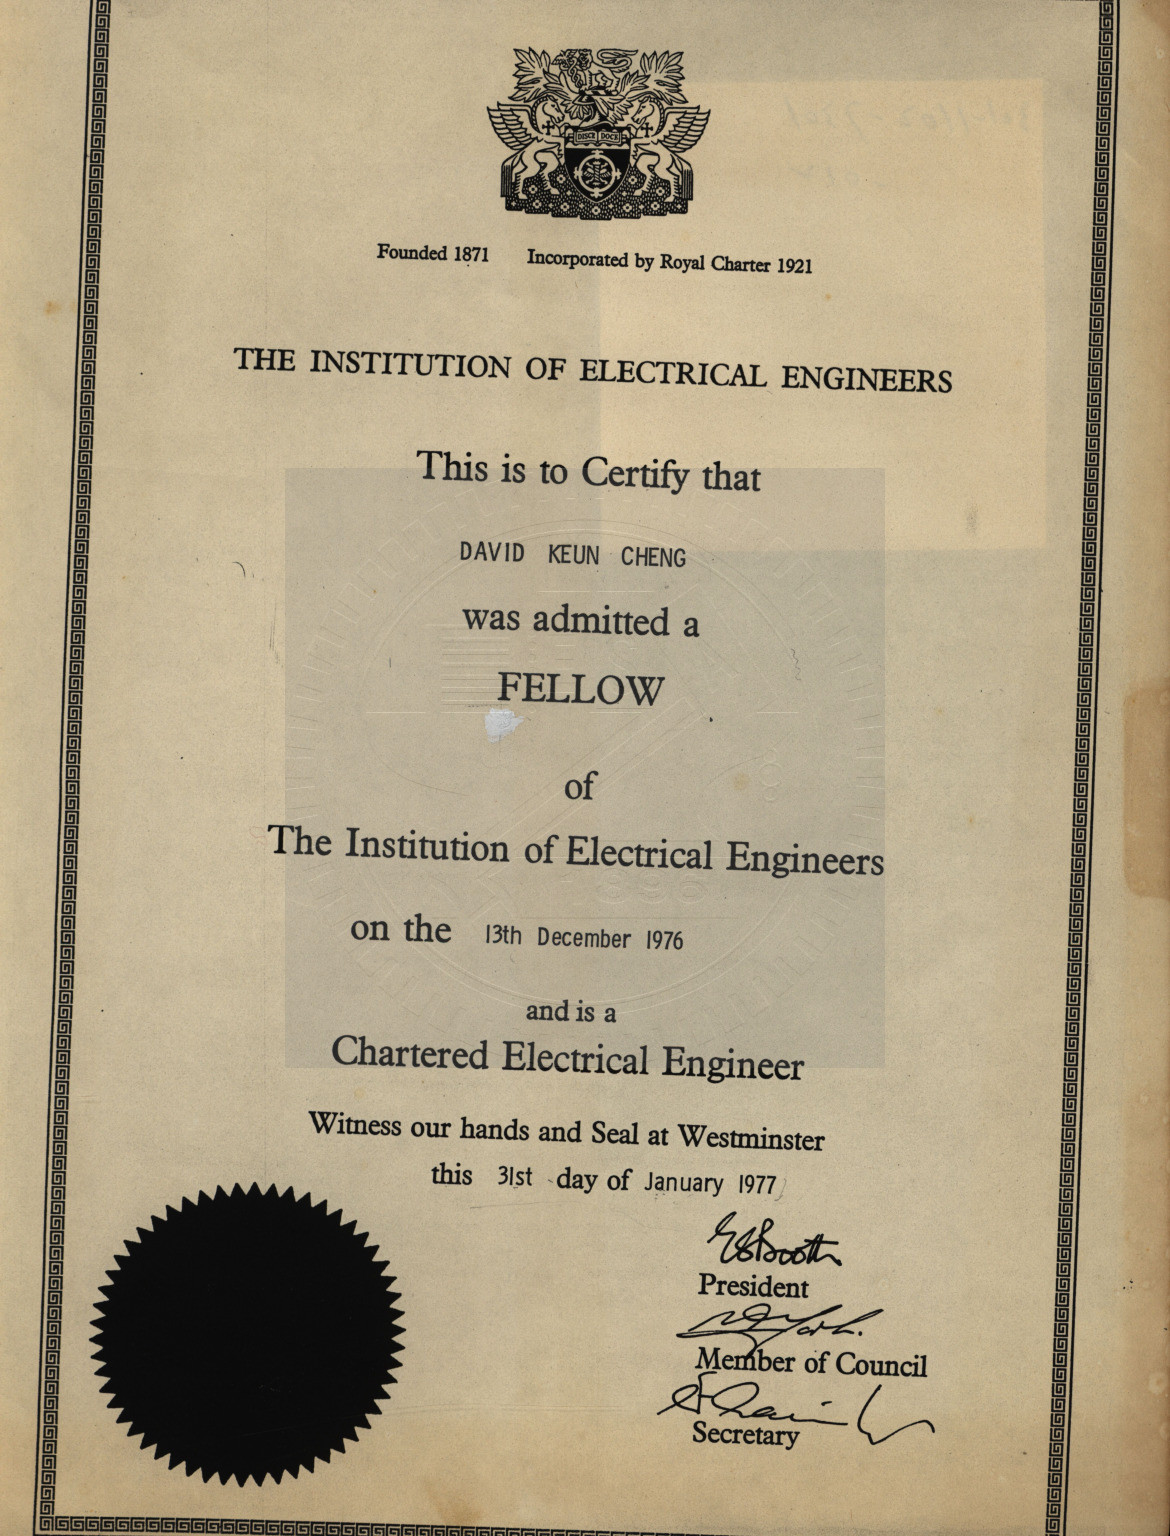 DISCE DOCE
Founded 1871 Incorporated by Royal Charter 1921
THE INSTITUTION OF ELECTRICAL ENGINEERS
This is to Certify that
DAVID KEUN CHENG
was admitted a
FELLOW
of
The Institution of Electrical Engineers
on the 13th December 1976
and is a
Chartered Electrical Engineer
Witness our hands and Seal at Westminster
this 31st day of January 1977
President
Member of Council
Secretary